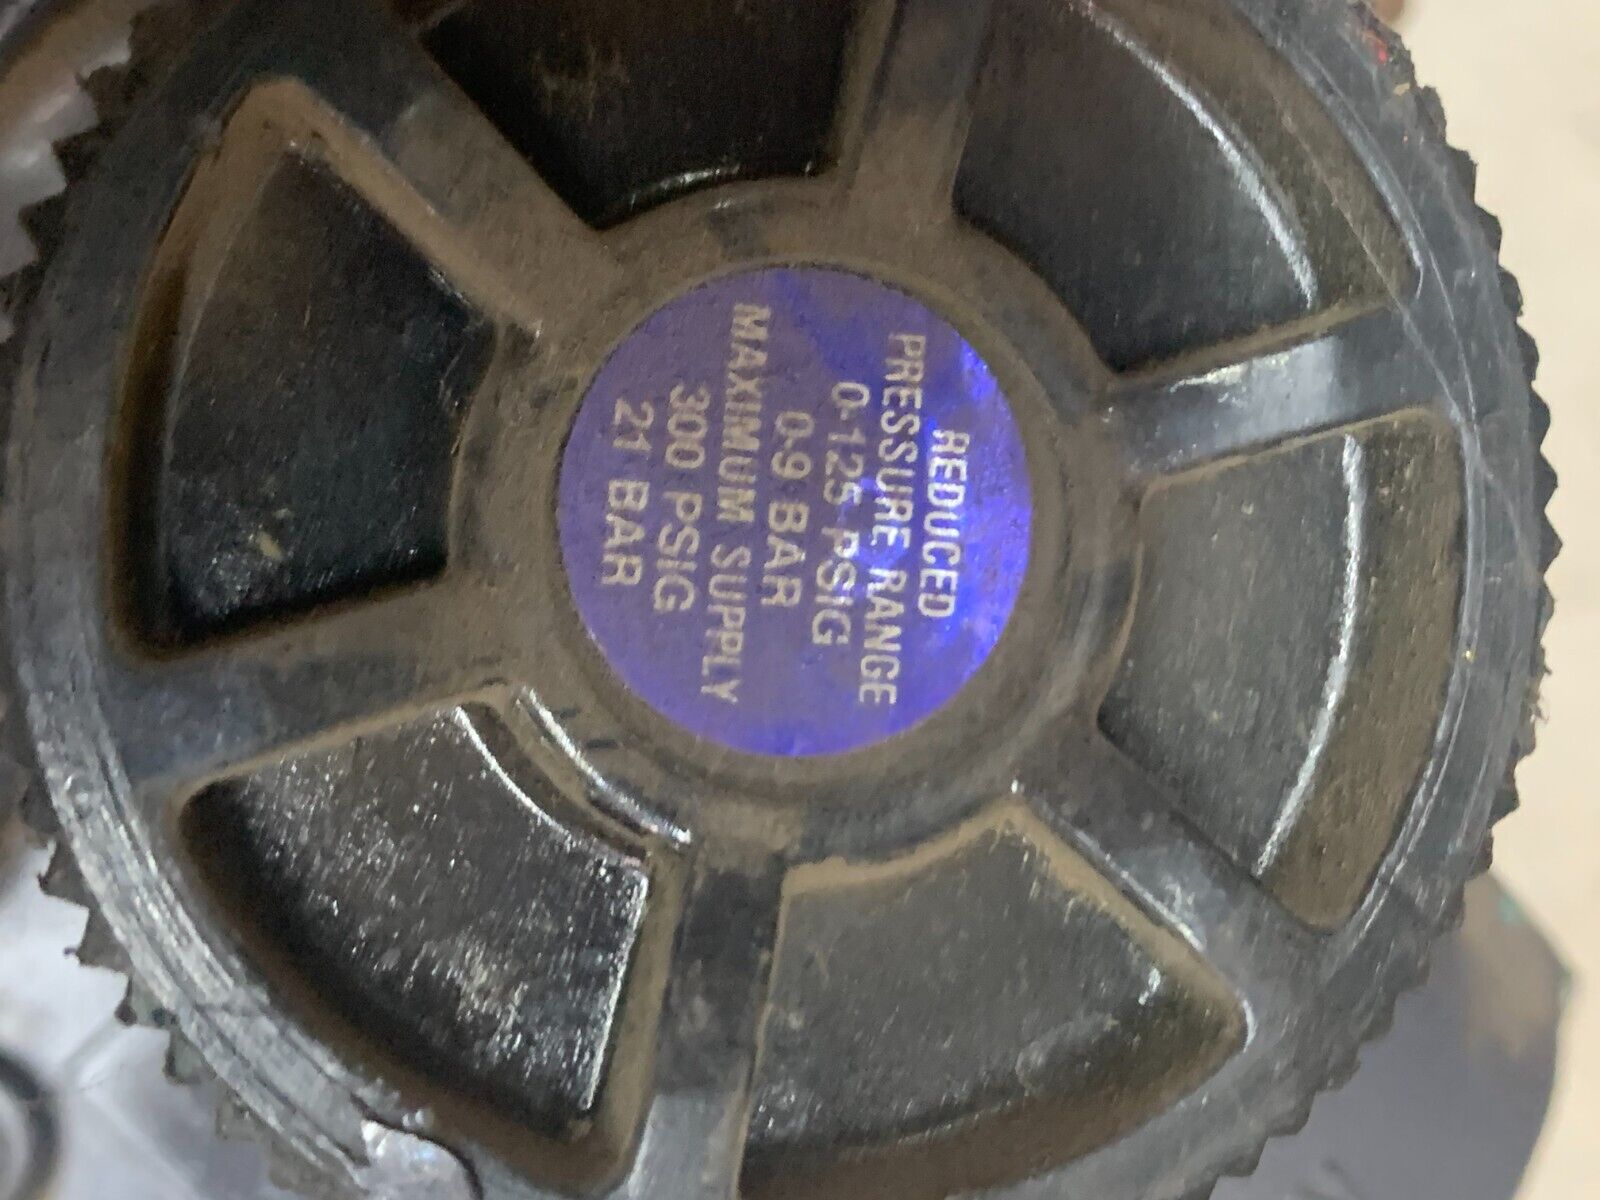 REDUCED
PRESSURE RANGE
0-125 PSIG
0-9 BAR
MAXIMUM SUPPLY
300 PSIG
21 BAR